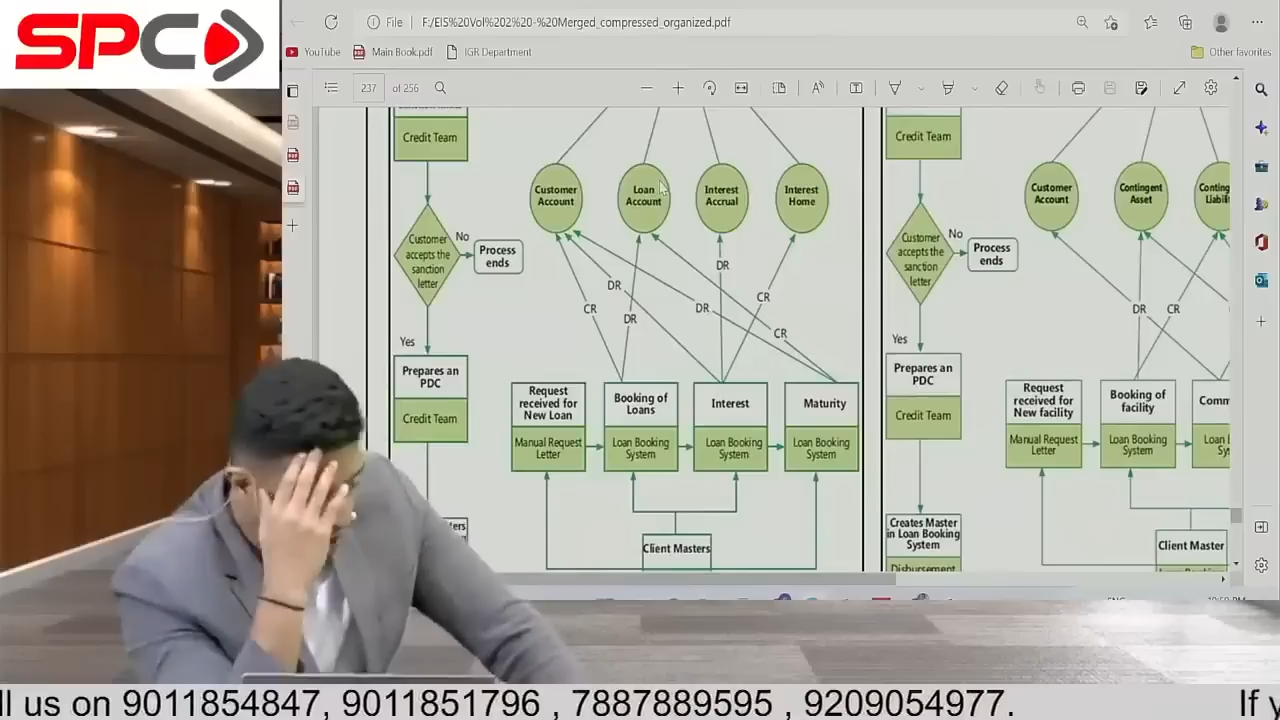 SPC
File F:/EIS%20Vol%202%20-%20Merged_compressed_organized.pdf
YouTube Main Book.pdf IGR Department Other favorites
237 of 256
Credit Team
Customer Account
Loan Account
Interest Accrual
Interest Home
Customer accepts the sanction letter
No
Process ends
Yes
DR
CR
DR
DR
DR
CR
CR
Prepares an PDC
Credit Team
Request received for New Loan
Manual Request Letter
Booking of Loans
Loan Booking System
Interest
Loan Booking System
Maturity
Loan Booking System
Client Masters
Credit Team
Customer Account
Contingent Asset
Customer accepts the sanction letter
No
Process ends
Yes
DR
CR
Prepares an PDC
Credit Team
Request received for New facility
Manual Request Letter
Booking of facility
Loan Booking System
Creates Master in Loan Booking System
Disbursement
Client Master
ll us on 9011854847, 9011851796 , 7887889595 , 9209054977. If y